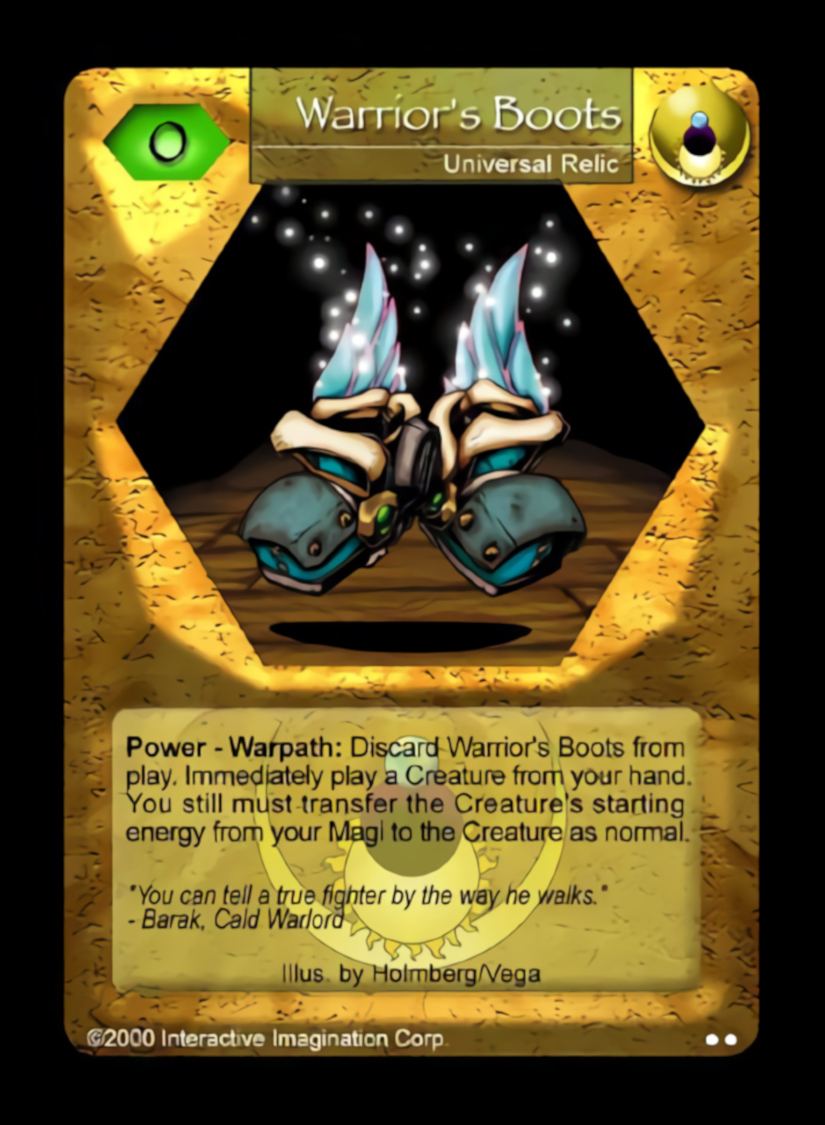 0
Warrior's Boots
Universal Relic
Power - Warpath: Discard Warrior's Boots from
play. Immediately play a Creature from your hand.
You still must transfer the Creature's starting
energy from your Magi to the Creature as normal.
"You can tell a true fighter by the way he walks."
- Barak, Cald Warlord
Illus. by Holmberg/Vega
©2000 Interactive Imagination Corp.